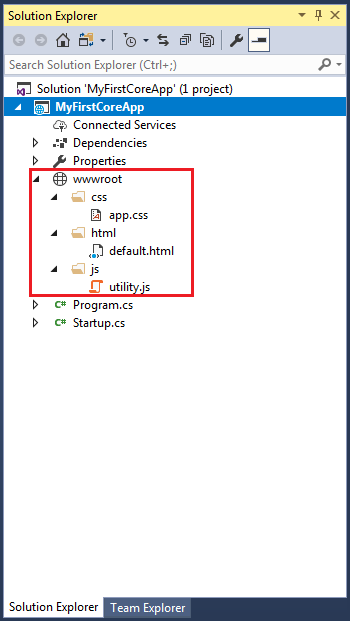 Solution Explorer
Search Solution Explorer (Ctrl+;)
Solution 'MyFirstCoreApp' (1 project)
MyFirstCoreApp
Connected Services
Dependencies
Properties
wwwroot
css
app.css
html
default.html
js
utility.js
C# Program.cs
C# Startup.cs
Solution Explorer Team Explorer